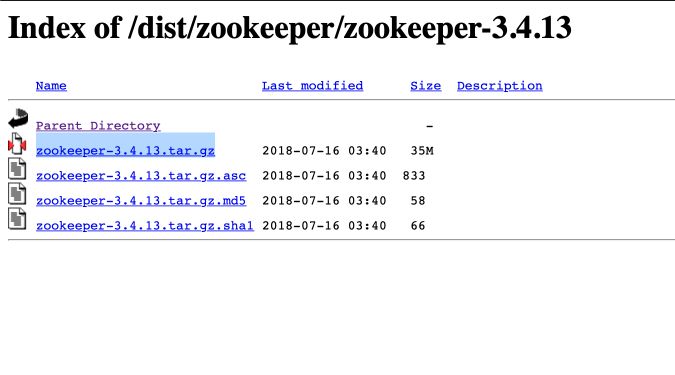 Index of /dist/zookeeper/zookeeper-3.4.13
Name Last modified Size Description
Parent Directory -
zookeeper-3.4.13.tar.gz 2018-07-16 03:40 35M
zookeeper-3.4.13.tar.gz.asc 2018-07-16 03:40 833
zookeeper-3.4.13.tar.gz.md5 2018-07-16 03:40 58
zookeeper-3.4.13.tar.gz.sha1 2018-07-16 03:40 66